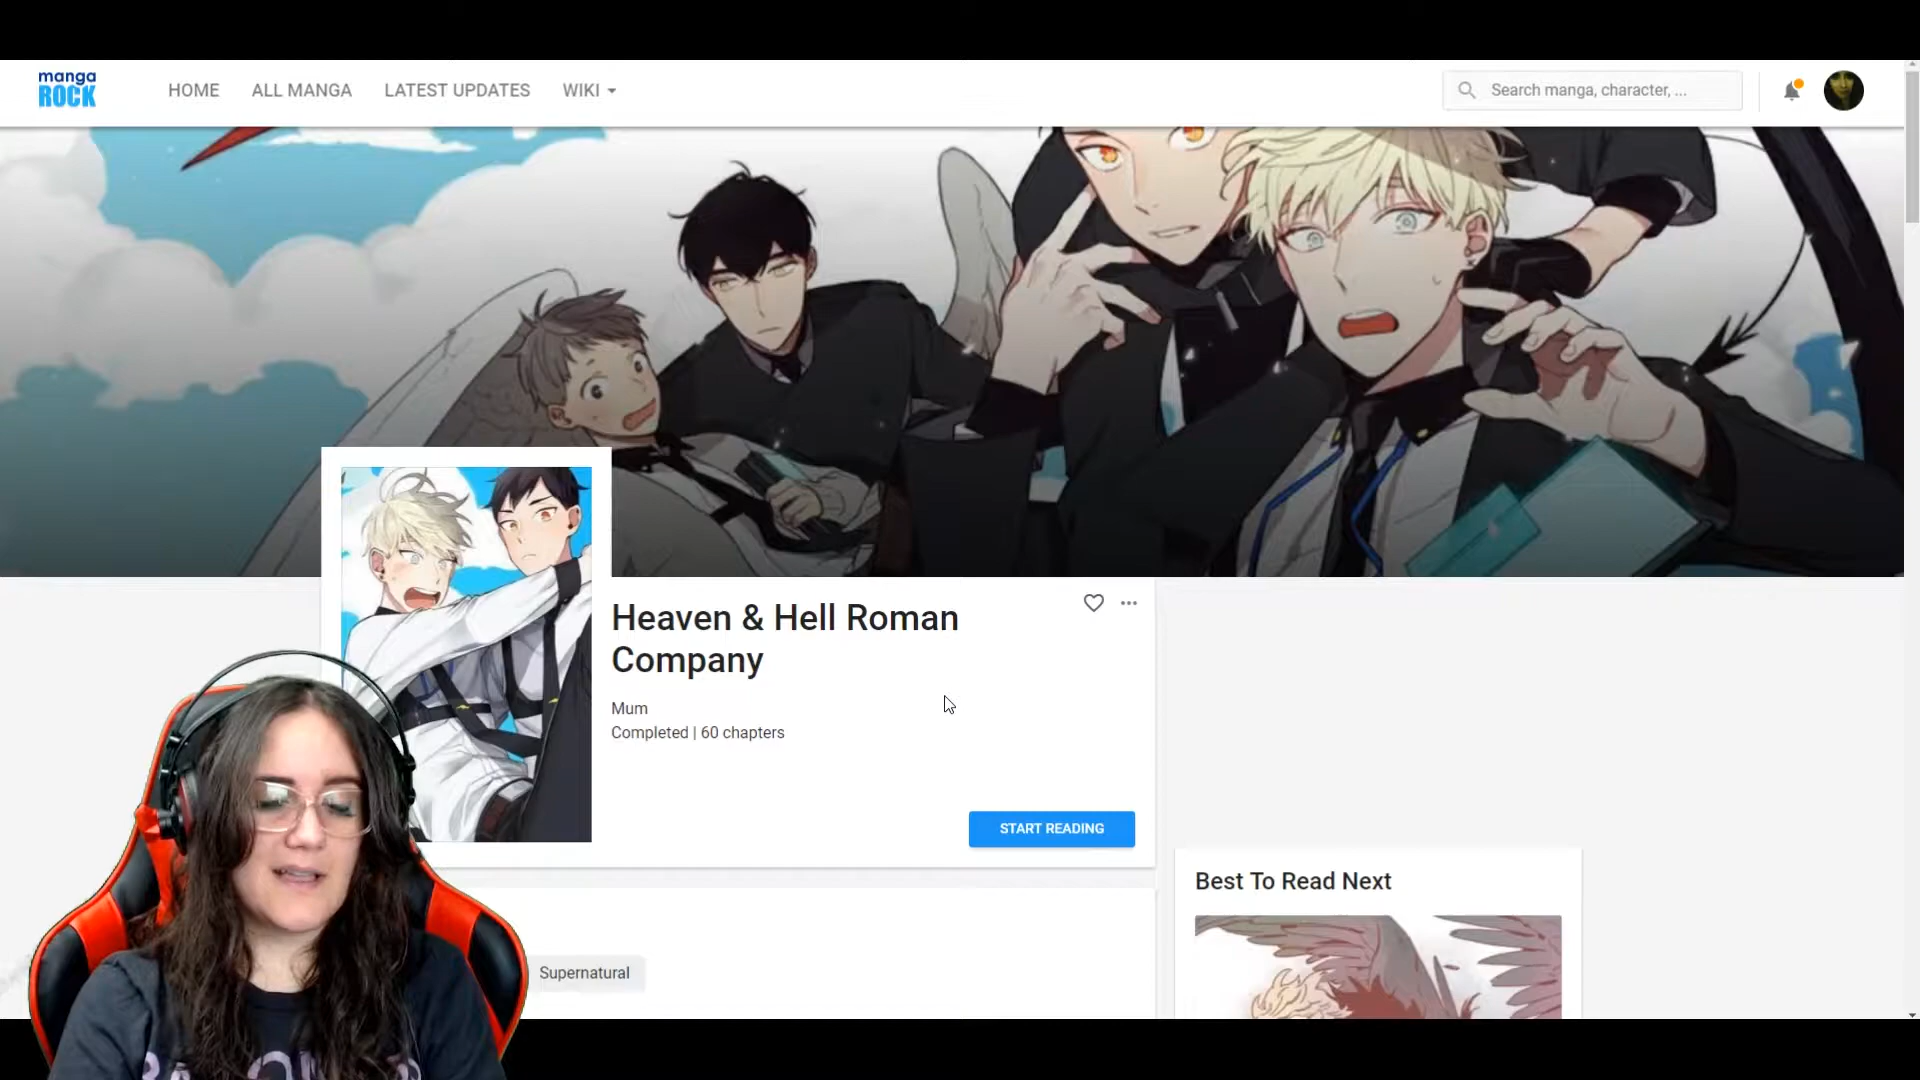 manga
ROCK
HOME
ALL MANGA
LATEST UPDATES
WIKI
Search manga, character, ...
Heaven & Hell Roman
Company
Mum
Completed | 60 chapters
START READING
Best To Read Next
Supernatural